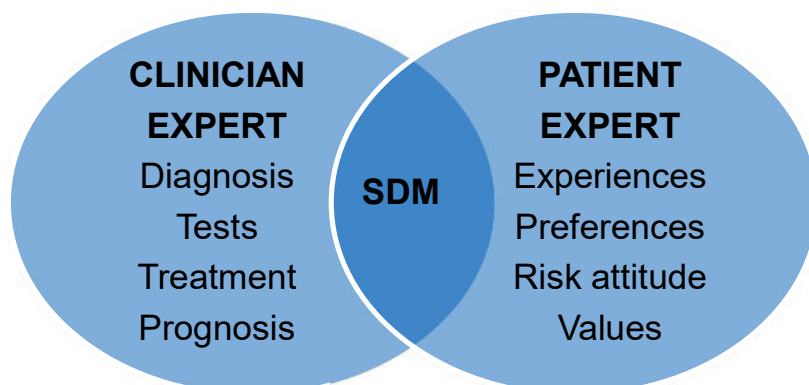 CLINICIAN
EXPERT
Diagnosis
Tests
Treatment
Prognosis
SDM
PATIENT
EXPERT
Experiences
Preferences
Risk attitude
Values